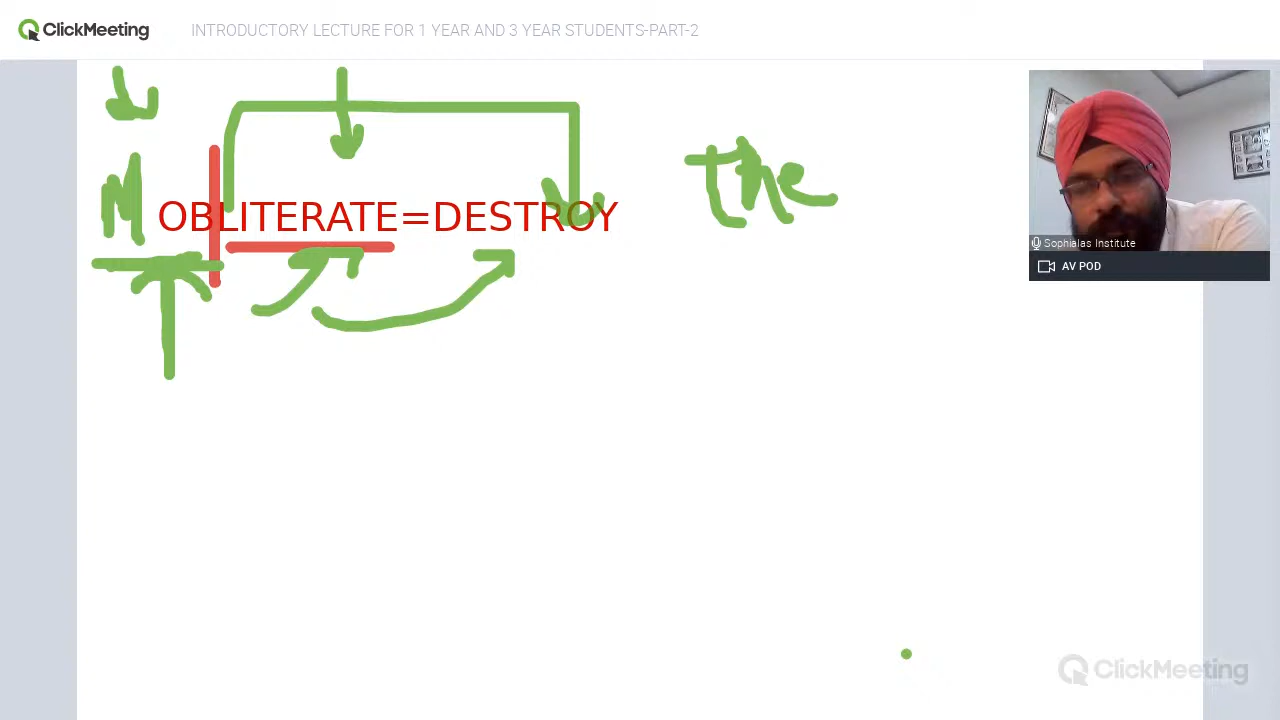 ClickMeeting INTRODUCTORY LECTURE FOR 1 YEAR AND 3 YEAR STUDENTS-PART-2
the
OBLITERATE=DESTROY
Sophialas Institute
AV POD
ClickMeeting